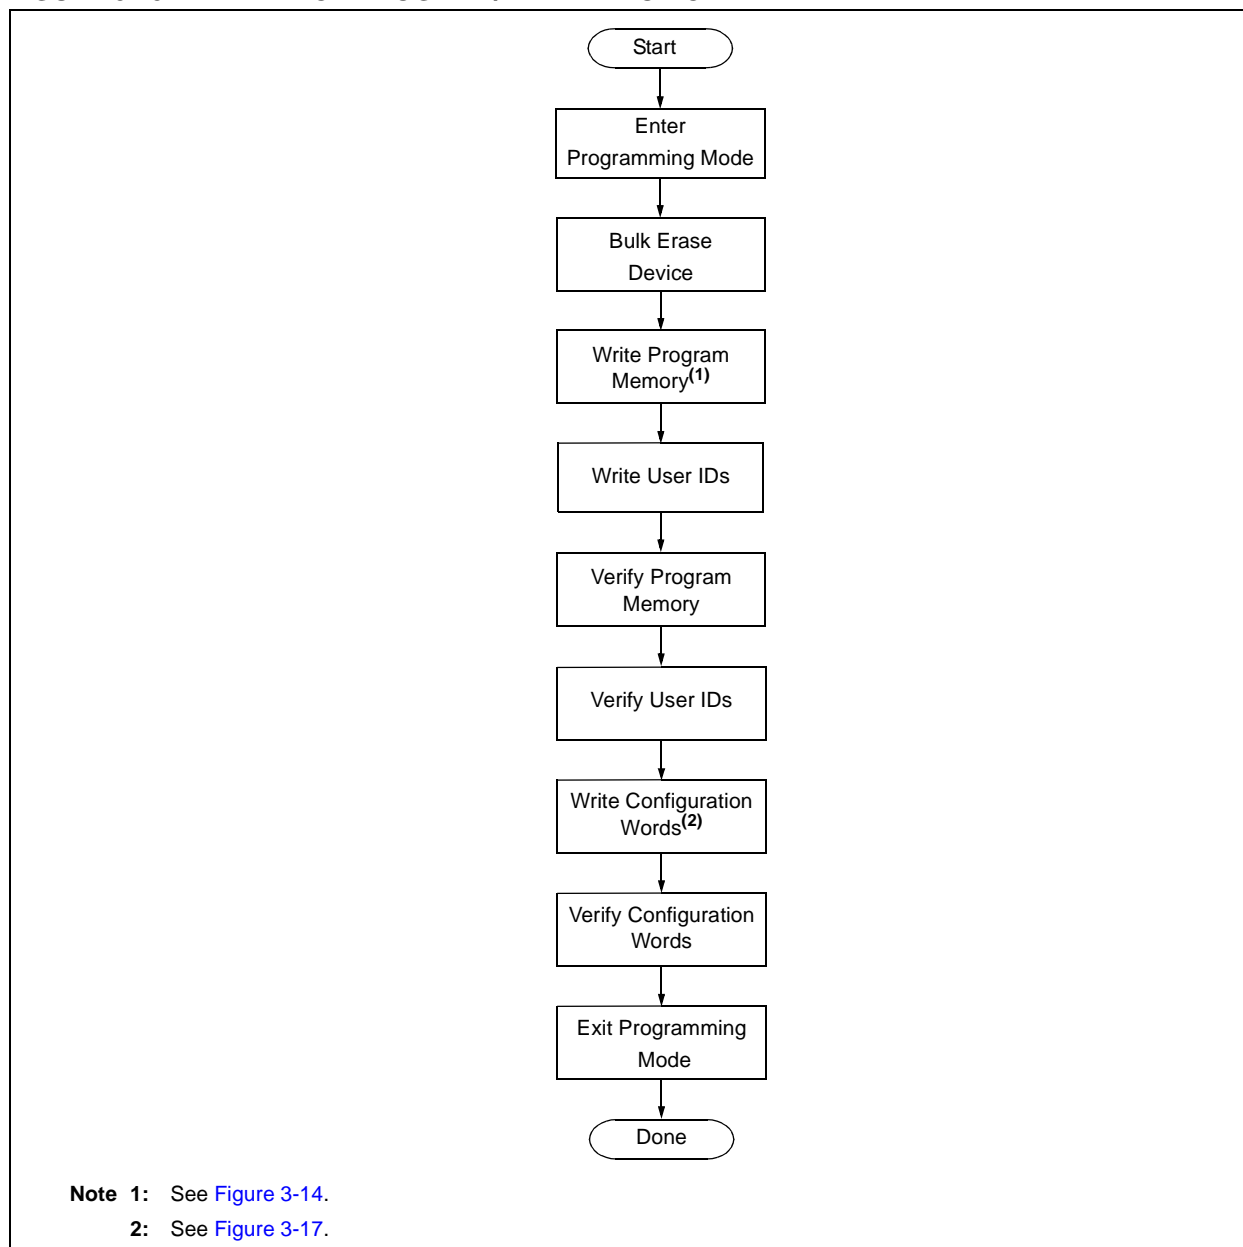 Start
Enter
Programming Mode
Bulk Erase
Device
Write Program
Memory(1)
Write User IDs
Verify Program
Memory
Verify User IDs
Write Configuration
Words(2)
Verify Configuration
Words
Exit Programming
Mode
Done
Note 1: See Figure 3-14.
2: See Figure 3-17.